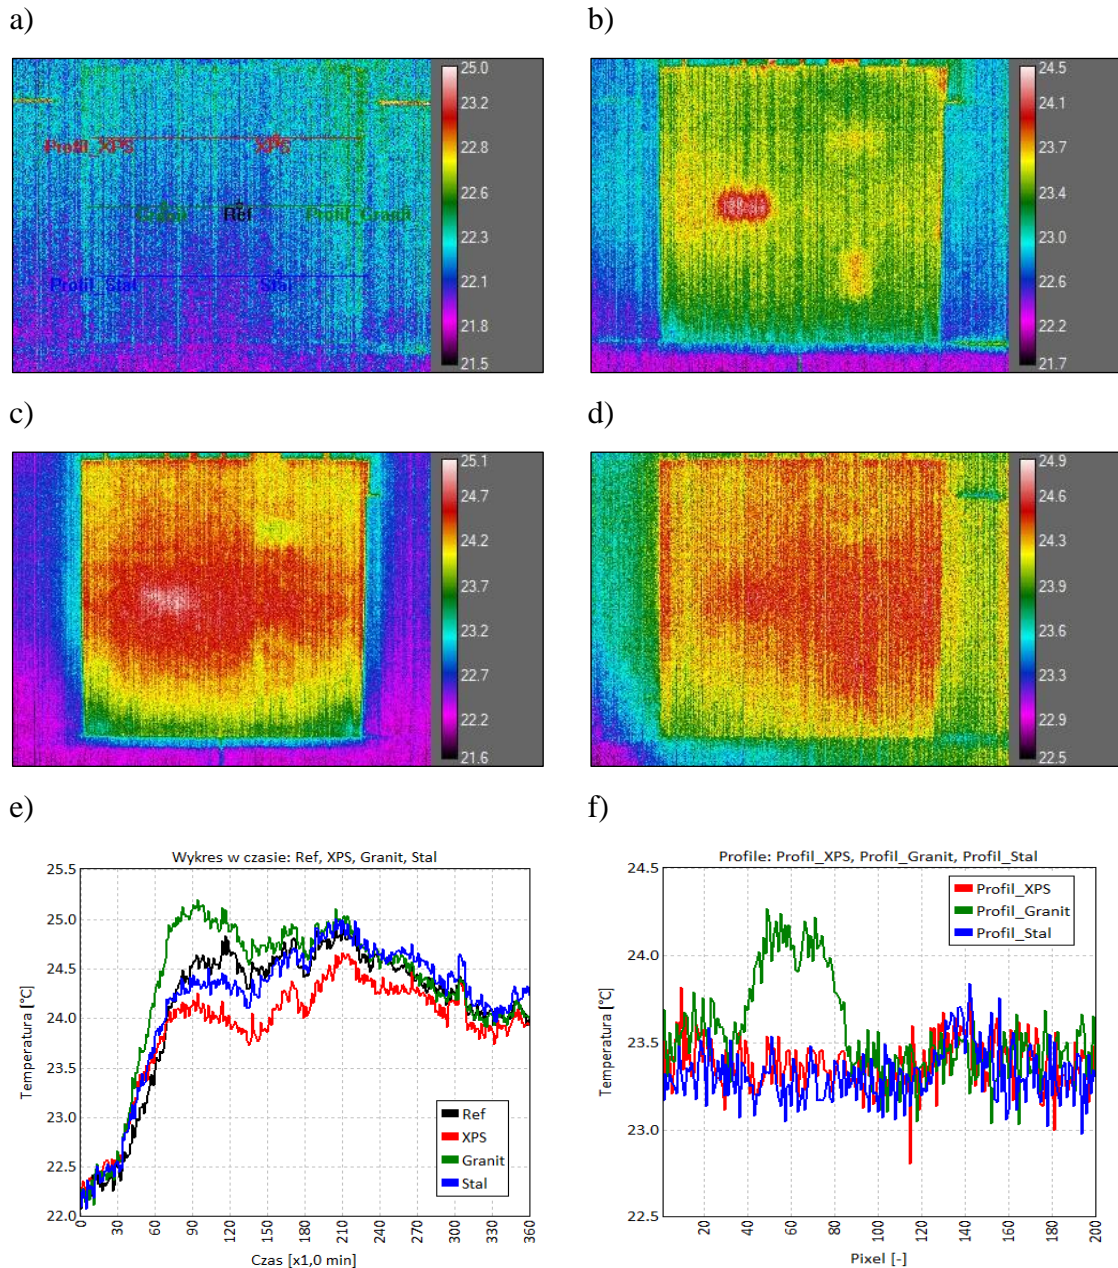 a)
b)
25.0
23.2
22.8
22.6
22.3
22.1
21.8
21.5
Profil_XPS
XPS
Granit
Ref
Profil_Granit
Profil_Stal
Stal
24.5
24.1
23.7
23.4
23.0
22.6
22.2
21.7
c)
d)
25.1
24.7
24.2
23.7
23.2
22.7
22.2
21.6
24.9
24.6
24.3
23.9
23.6
23.3
22.9
22.5
e)
f)
Wykres w czasie: Ref, XPS, Granit, Stal
25.5
25.0
24.5
24.0
23.5
23.0
22.5
22.0
Temperatura [°C]
Ref
XPS
Granit
Stal
0 30 60 90 120 150 180 210 240 270 300 330 360
Czas [x1,0 min]
Profile: Profil_XPS, Profil_Granit, Profil_Stal
24.5
24.0
23.5
23.0
22.5
Temperatura [°C]
Profil_XPS
Profil_Granit
Profil_Stal
20 40 60 80 100 120 140 160 180 200
Pixel [-]